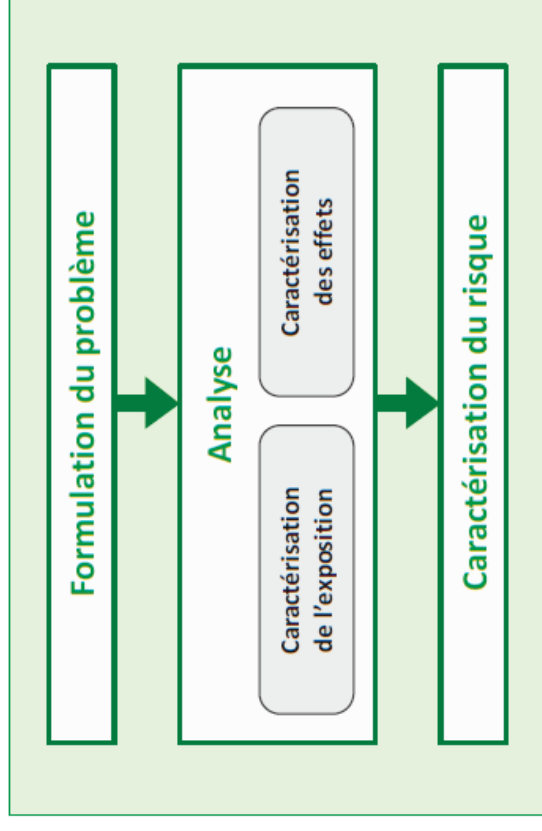 Formulation du problème
Analyse
Caractérisation
de l'exposition
Caractérisation
des effets
Caractérisation du risque